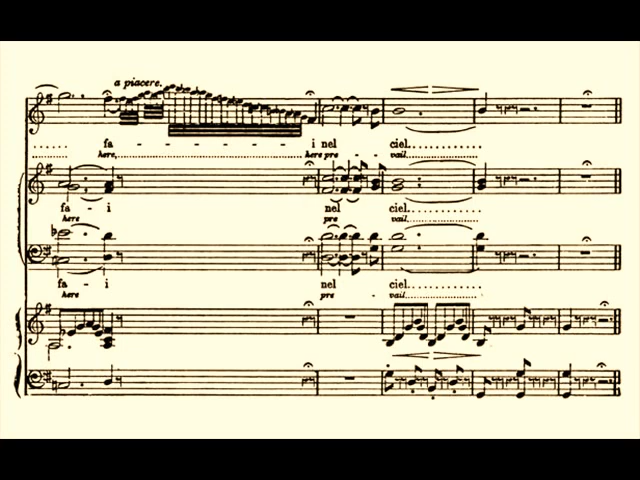 a piacere.
...... fa - - - - - - i nel ciel............
here, here pre - - vail
fa - i nel ciel............
here pre - vail
fa - i nel ciel............
here pre - vail